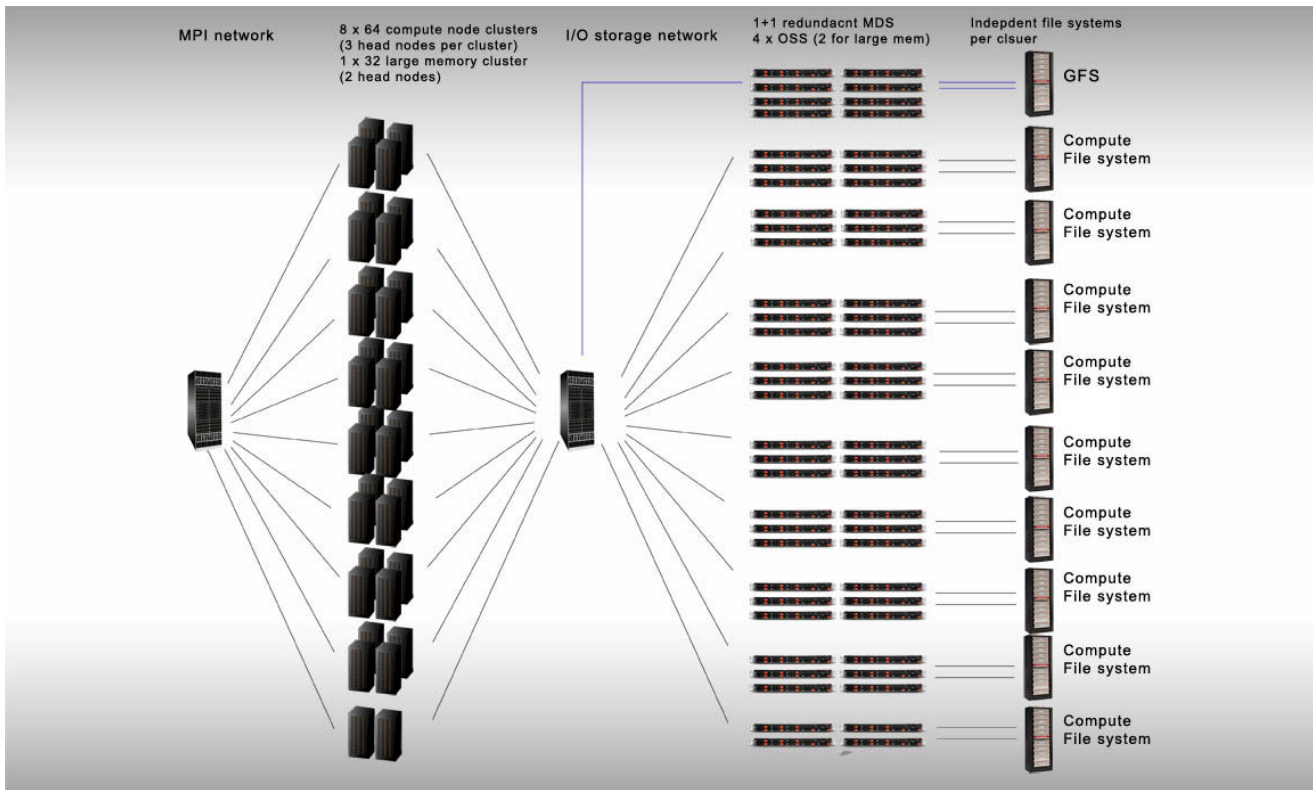 MPI network
8 x 64 compute node clusters
(3 head nodes per cluster)
1 x 32 large memory cluster
(2 head nodes)
I/O storage network
1+1 redundacnt MDS
4 x OSS (2 for large mem)
Indepdent file systems
per clsuer
GFS
Compute
File system
Compute
File system
Compute
File system
Compute
File system
Compute
File system
Compute
File system
Compute
File system
Compute
File system
Compute
File system